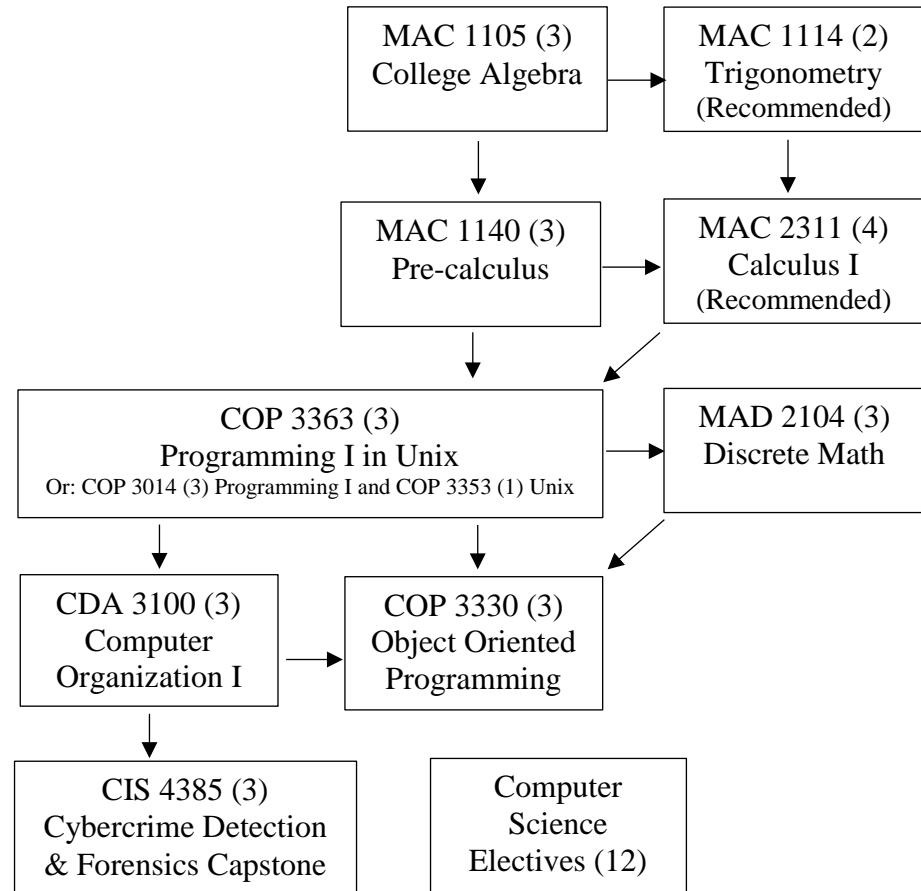 MAC 1105 (3)
College Algebra
MAC 1114 (2)
Trigonometry
(Recommended)
MAC 1140 (3)
Pre-calculus
MAC 2311 (4)
Calculus I
(Recommended)
COP 3363 (3)
Programming I in Unix
Or: COP 3014 (3) Programming I and COP 3353 (1) Unix
MAD 2104 (3)
Discrete Math
CDA 3100 (3)
Computer
Organization I
COP 3330 (3)
Object Oriented
Programming
CIS 4385 (3)
Cybercrime Detection
& Forensics Capstone
Computer
Science
Electives (12)